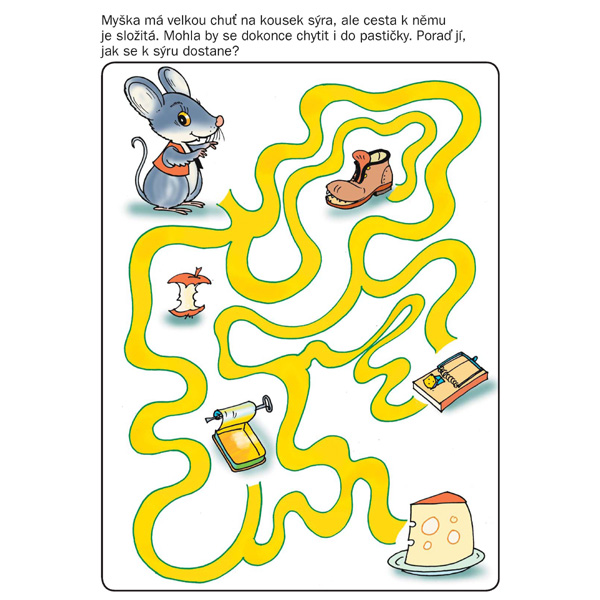 Myška má velkou chuť na kousek sýra, ale cesta k němu
je složitá. Mohla by se dokonce chytit i do pastičky. Poraď jí,
jak se k sýru dostane?